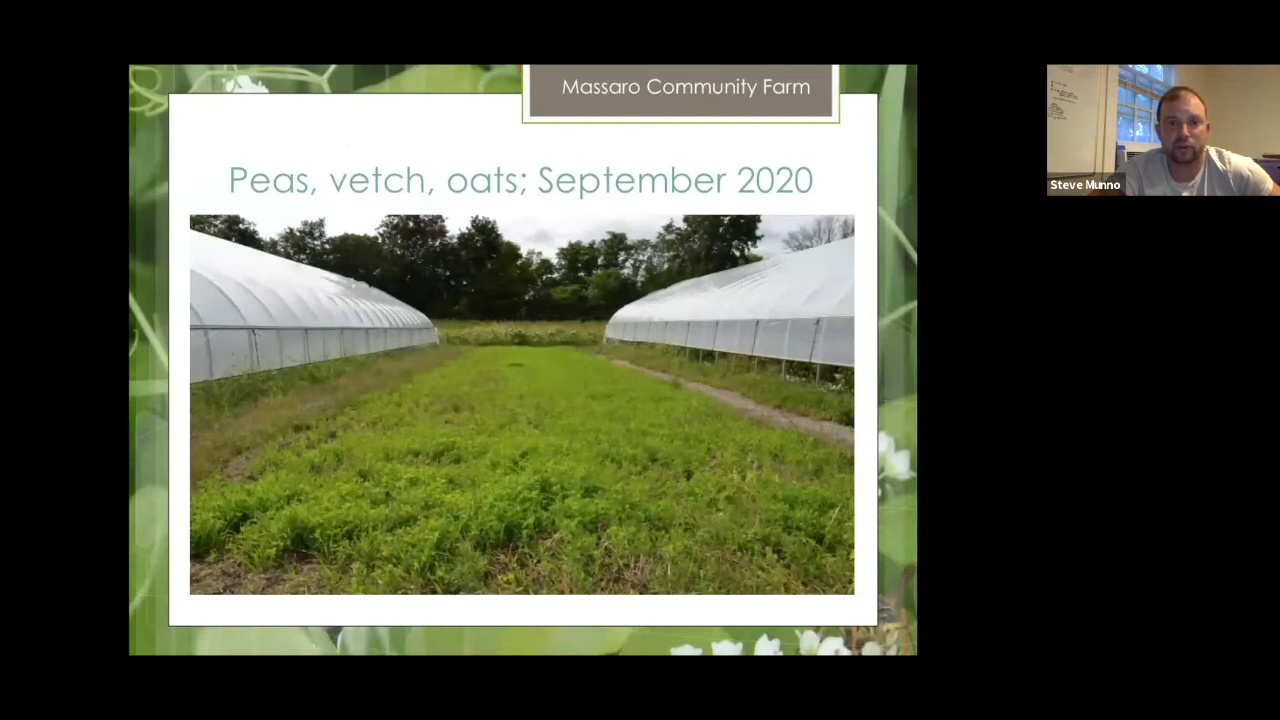 Massaro Community Farm
Peas, vetch, oats; September 2020
Steve Munno